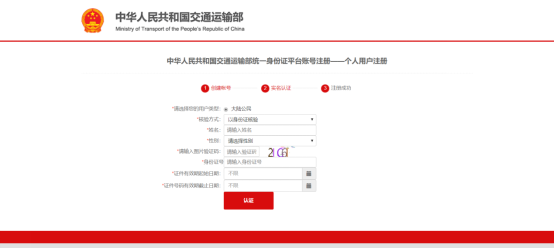 中华人民共和国交通运输部
Ministry of Transport of the People's Republic of China
中华人民共和国交通运输部统一身份证平台账号注册——个人用户注册
1 创建帐号 2 实名认证 3 注册成功
*请选择您的用户类型: 大陆公民
*核验方式: 以身份证核验
*姓名: 请输入姓名
*性别: 请选择性别
*请输入图片验证码: 请输入验证码
*身份证号 请输入身份证号
*证件有效期起始日期: 不限
*证件号码有效期截止日期: 不限
认证